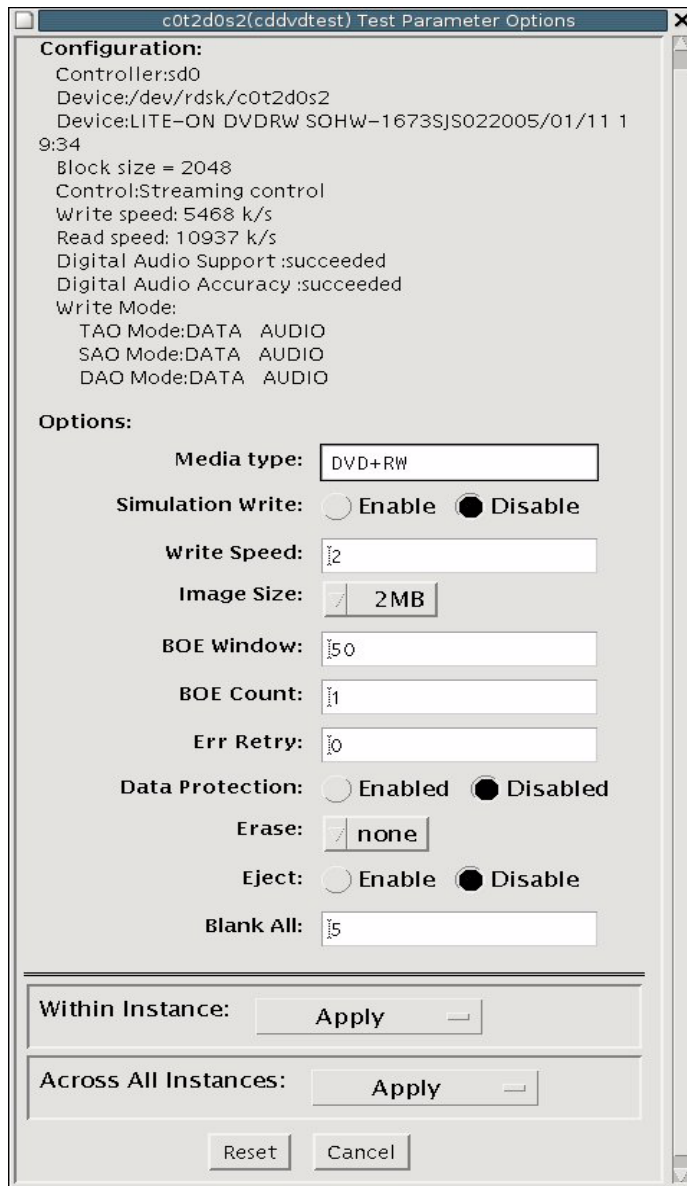 c0t2d0s2(cddvdtest) Test Parameter Options
Configuration:
Controller:sd0
Device:/dev/rdsk/c0t2d0s2
Device:LITE-ON DVDRW SOHW-1673SJS022005/01/11 1
9:34
Block size = 2048
Control:Streaming control
Write speed: 5468 k/s
Read speed: 10937 k/s
Digital Audio Support :succeeded
Digital Audio Accuracy :succeeded
Write Mode:
TAO Mode:DATA AUDIO
SAO Mode:DATA AUDIO
DAO Mode:DATA AUDIO
Options:
Media type: DVD+RW
Simulation Write: Enable Disable
Write Speed: 2
Image Size: 2MB
BOE Window: 50
BOE Count: 1
Err Retry: 0
Data Protection: Enabled Disabled
Erase: none
Eject: Enable Disable
Blank All: 5
Within Instance: Apply
Across All Instances: Apply
Reset Cancel